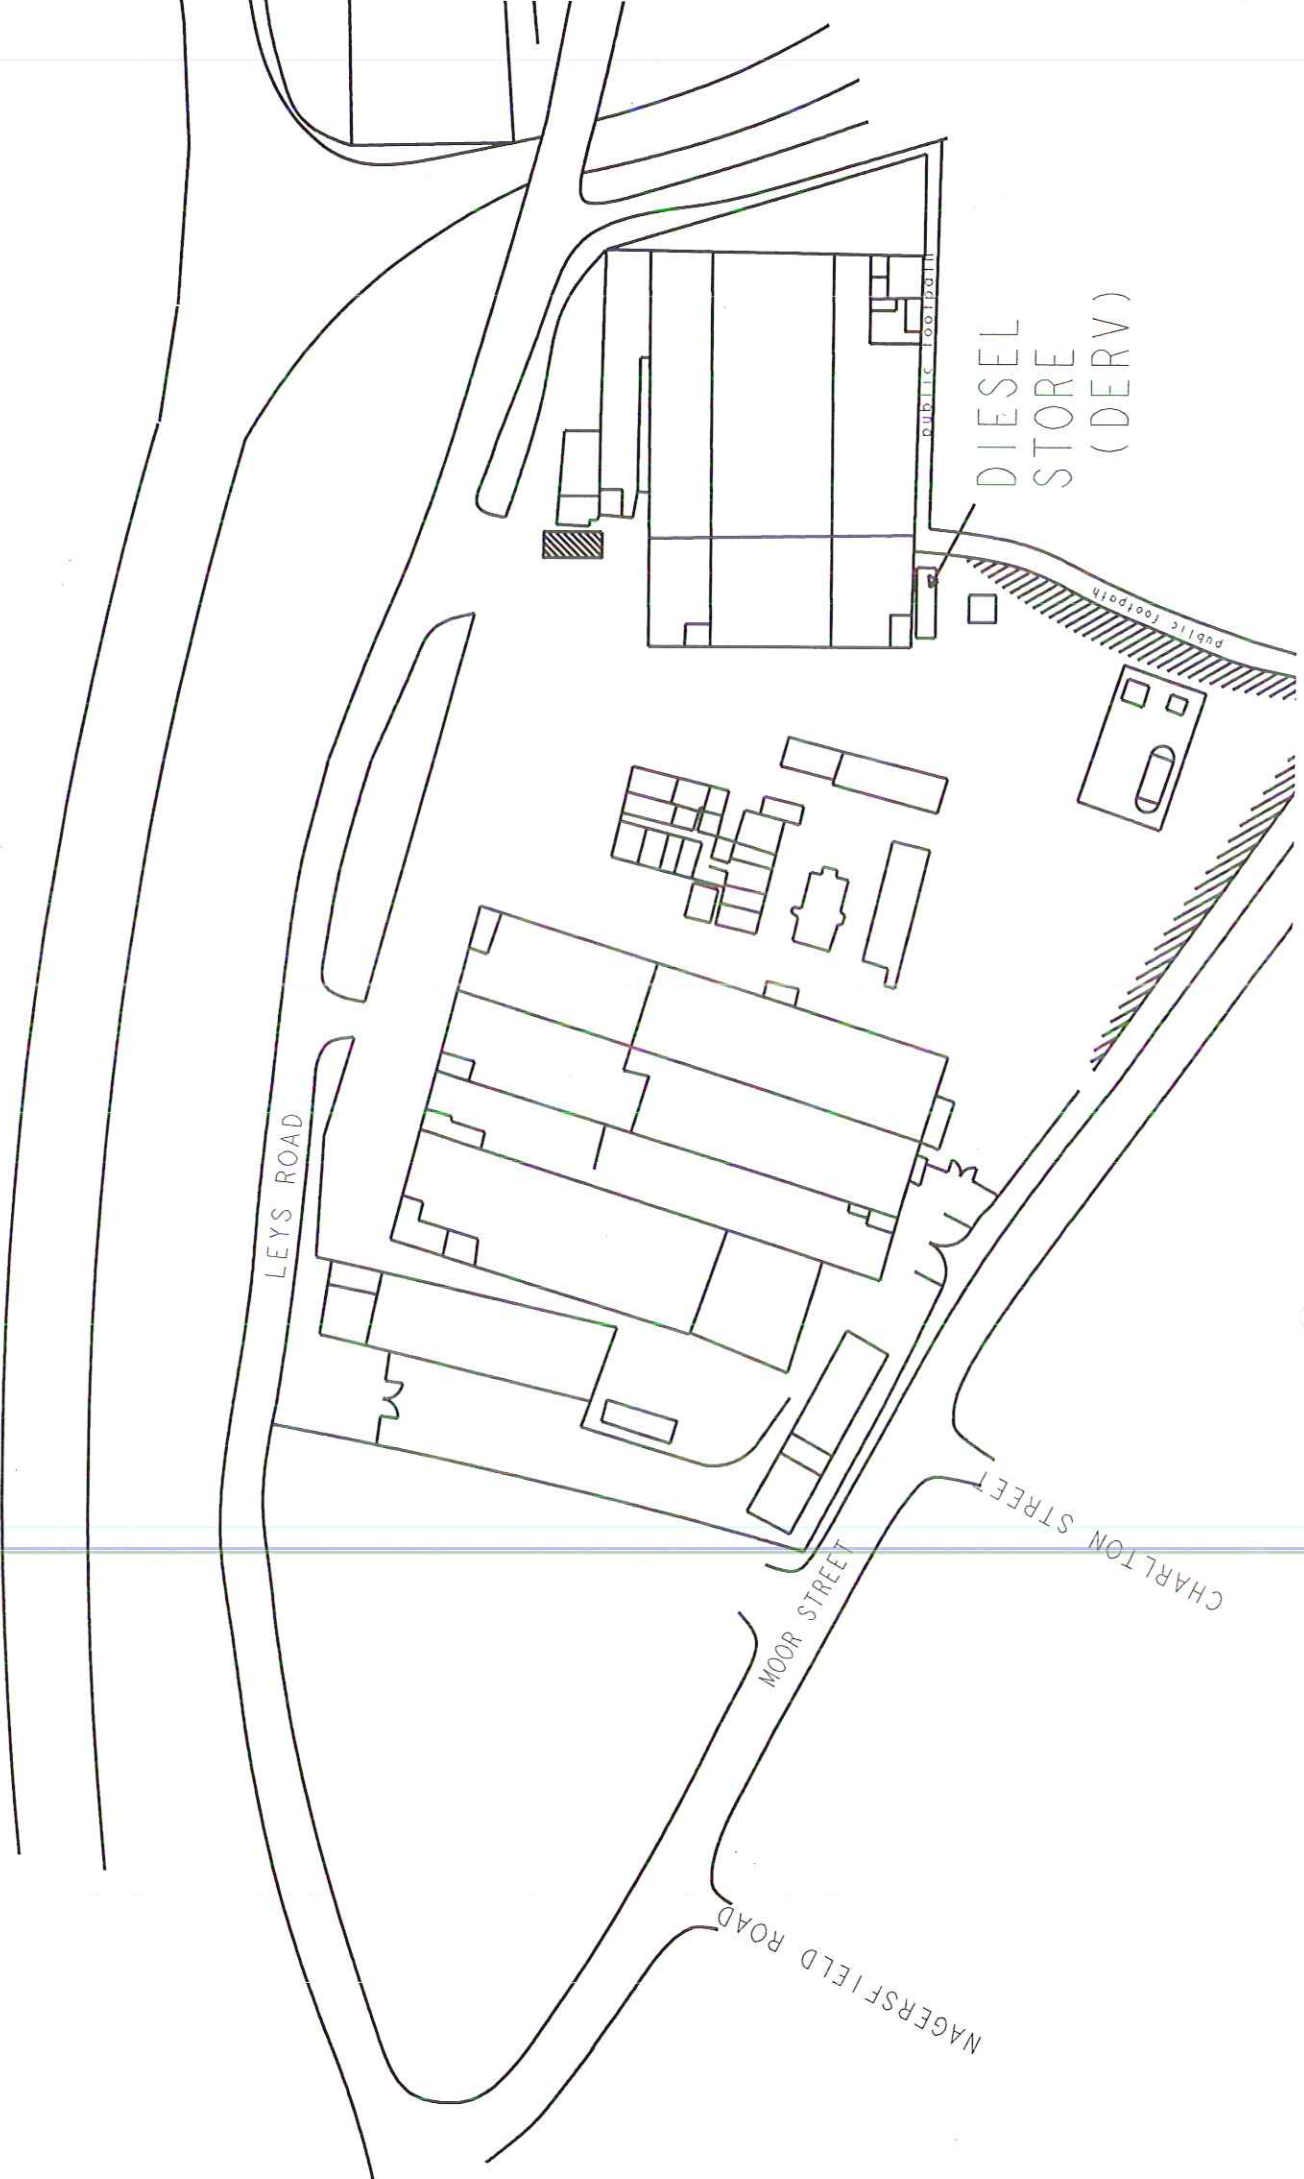 public footpath
DIESEL
STORE
(DERV)
public footpath
LEYS ROAD
CHARLTON STREET
MOOR STREET
NAGERSFIELD ROAD